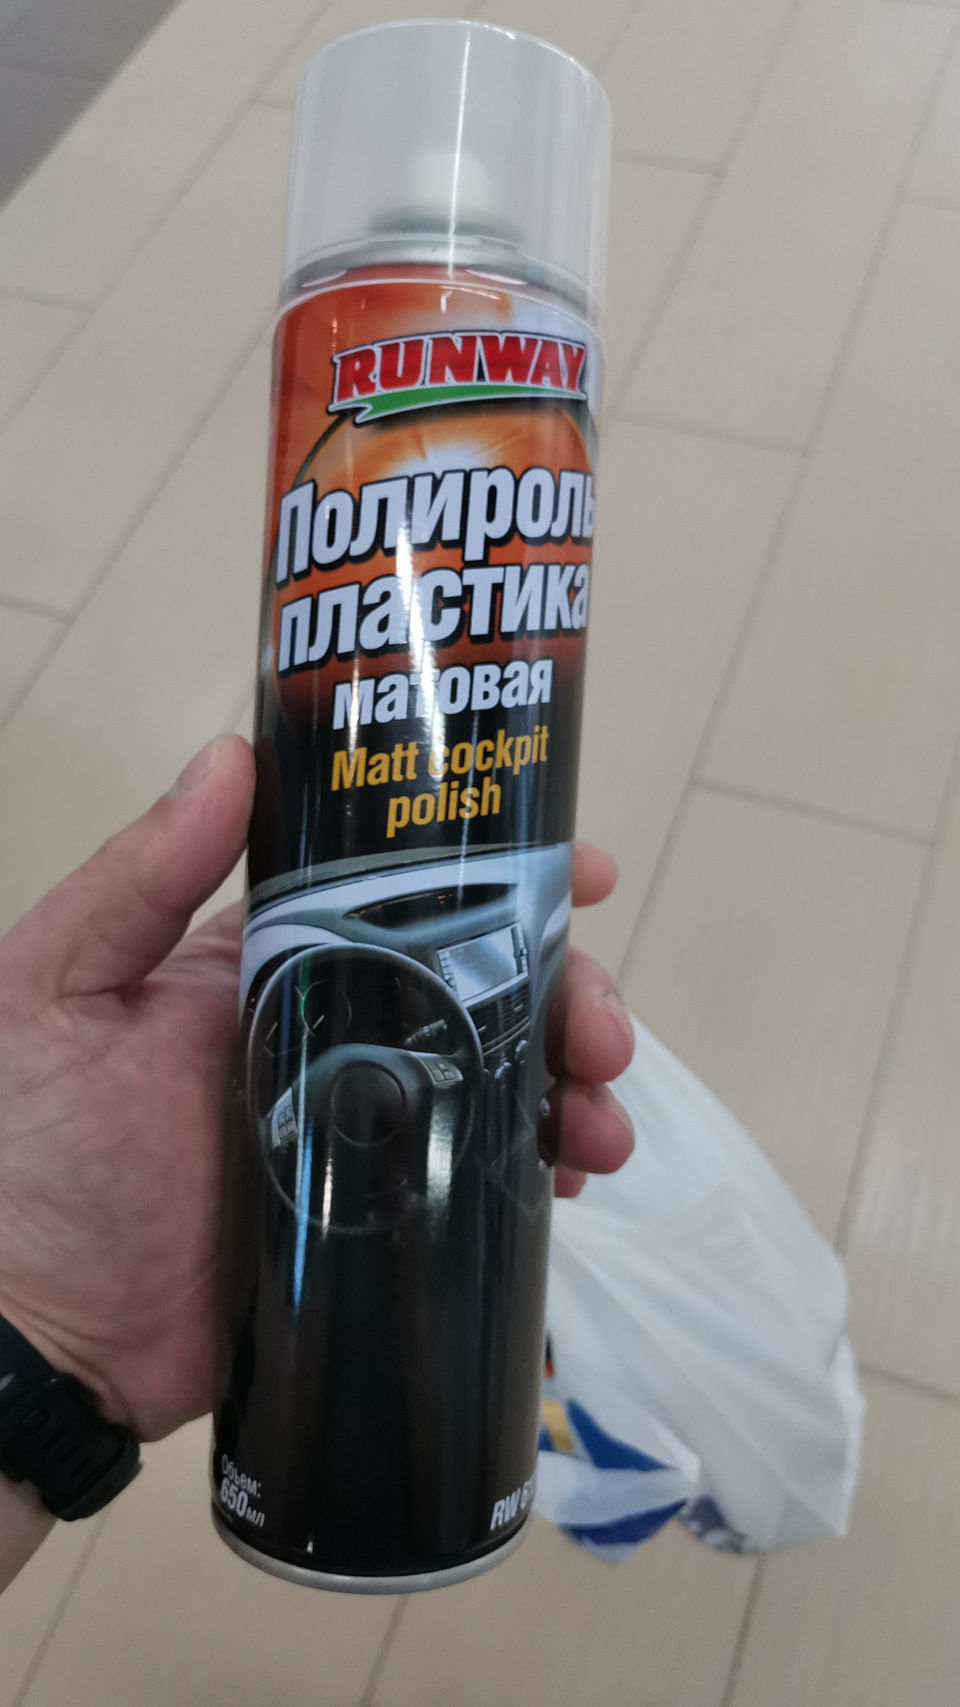 RUNWAY
Полироль
пластика
матовая
Matt cockpit
polish
Объем:
650мл
RW